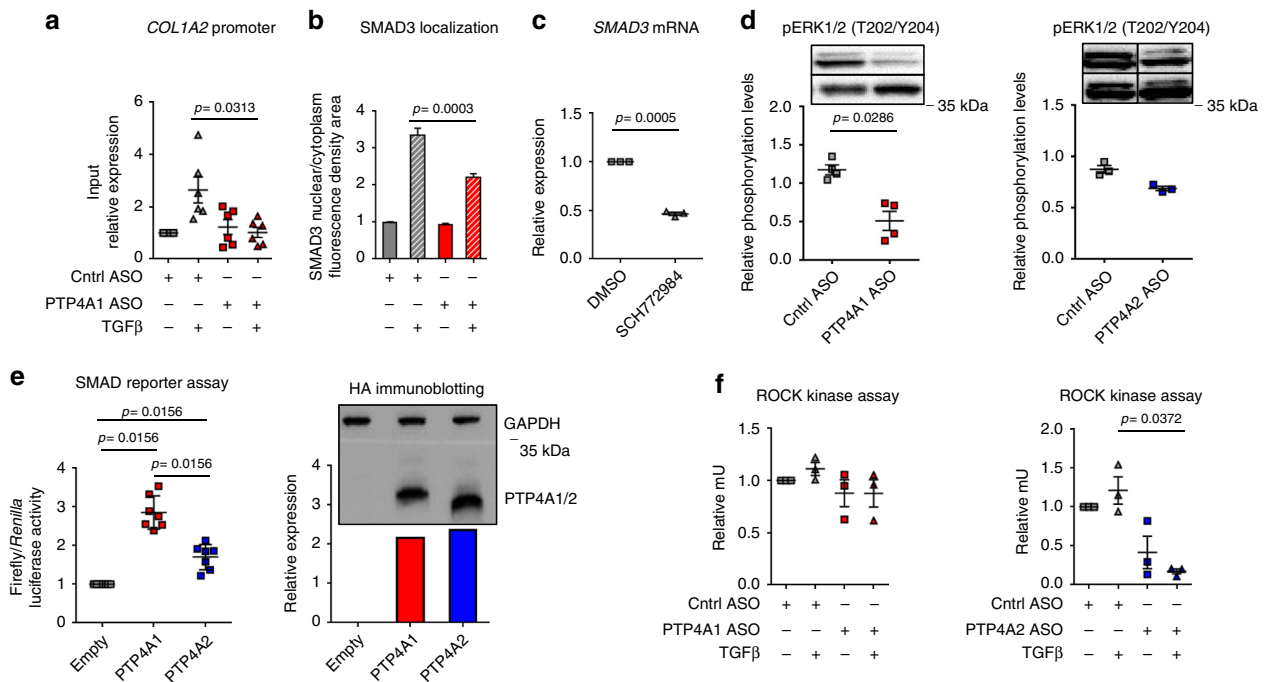 a
COL1A2 promoter
p= 0.0313
Input
relative expression
6
4
2
0
Cntrl ASO + + – –
PTP4A1 ASO – – + +
TGFβ – + – +
b
SMAD3 localization
p= 0.0003
SMAD3 nuclear/cytoplasm
fluorescence density area
4
3
2
1
0
+ + – –
– – + +
– + – +
c
SMAD3 mRNA
p= 0.0005
Relative expression
1.5
1.0
0.5
0
DMSO
SCH772984
d
pERK1/2 (T202/Y204)
– 35 kDa
p= 0.0286
Relative phosphorylation levels
2.0
1.5
1.0
0.5
0.0
Cntrl ASO
PTP4A1 ASO
pERK1/2 (T202/Y204)
– 35 kDa
Relative phosphorylation levels
1.5
1.0
0.5
0.0
Cntrl ASO
PTP4A2 ASO
e
SMAD reporter assay
p= 0.0156
p= 0.0156
p= 0.0156
Firefly/Renilla
luciferase activity
4
3
2
1
0
Empty
PTP4A1
PTP4A2
HA immunoblotting
GAPDH
– 35 kDa
PTP4A1/2
Relative expression
4
3
2
1
0
Empty
PTP4A1
PTP4A2
f
ROCK kinase assay
Relative mU
1.5
1.0
0.5
0.0
Cntrl ASO + + – –
PTP4A1 ASO – – + +
TGFβ – + – +
ROCK kinase assay
p= 0.0372
Relative mU
2.0
1.5
1.0
0.5
0.0
Cntrl ASO + + – –
PTP4A2 ASO – – + +
TGFβ – + – +